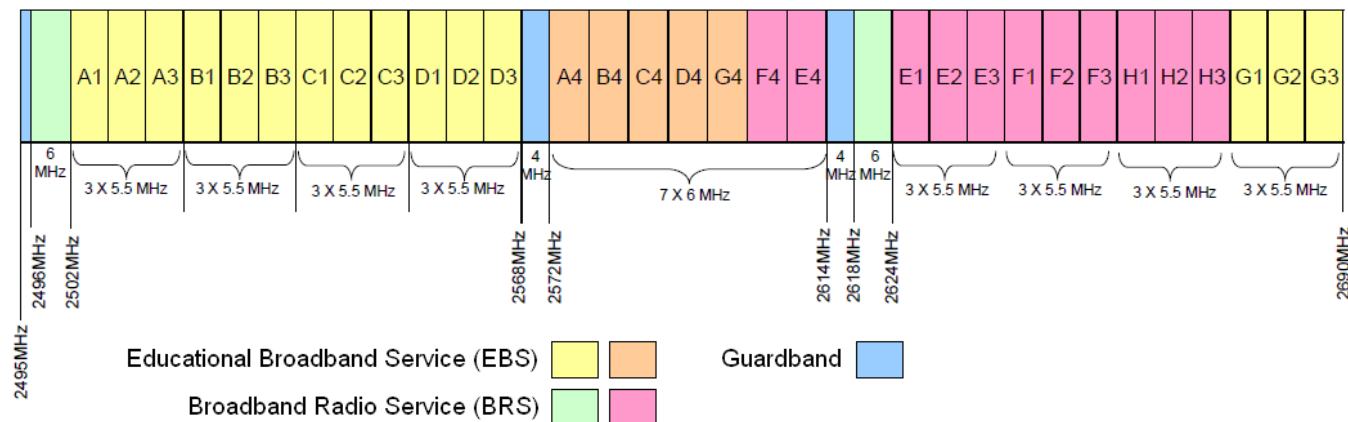 A1 A2 A3 B1 B2 B3 C1 C2 C3 D1 D2 D3 A4 B4 C4 D4 G4 F4 E4 E1 E2 E3 F1 F2 F3 H1 H2 H3 G1 G2 G3
6 MHz 3 X 5.5 MHz 3 X 5.5 MHz 3 X 5.5 MHz 3 X 5.5 MHz 4 MHz 7 X 6 MHz 4 MHz 6 MHz 3 X 5.5 MHz 3 X 5.5 MHz 3 X 5.5 MHz 3 X 5.5 MHz
2495MHz 2496MHz 2502MHz 2568MHz 2572MHz 2614MHz 2618MHz 2624MHz 2690MHz
Educational Broadband Service (EBS) Guardband
Broadband Radio Service (BRS)